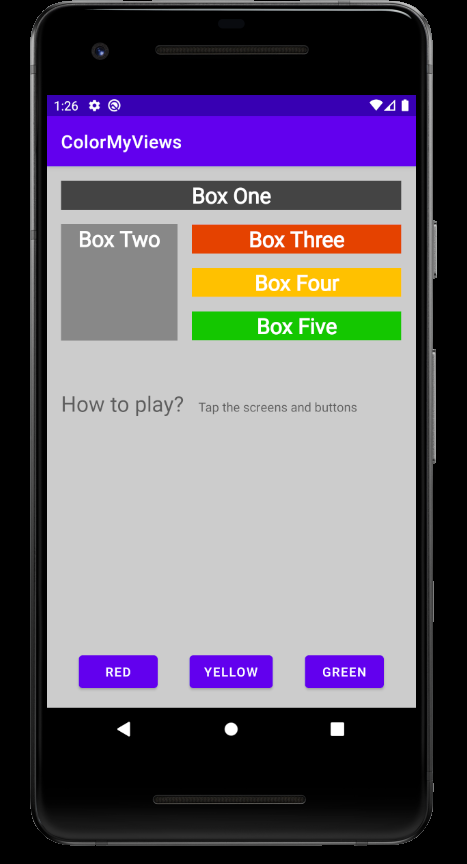 1:26
ColorMyViews
Box One
Box Two
Box Three
Box Four
Box Five
How to play? Tap the screens and buttons
RED YELLOW GREEN